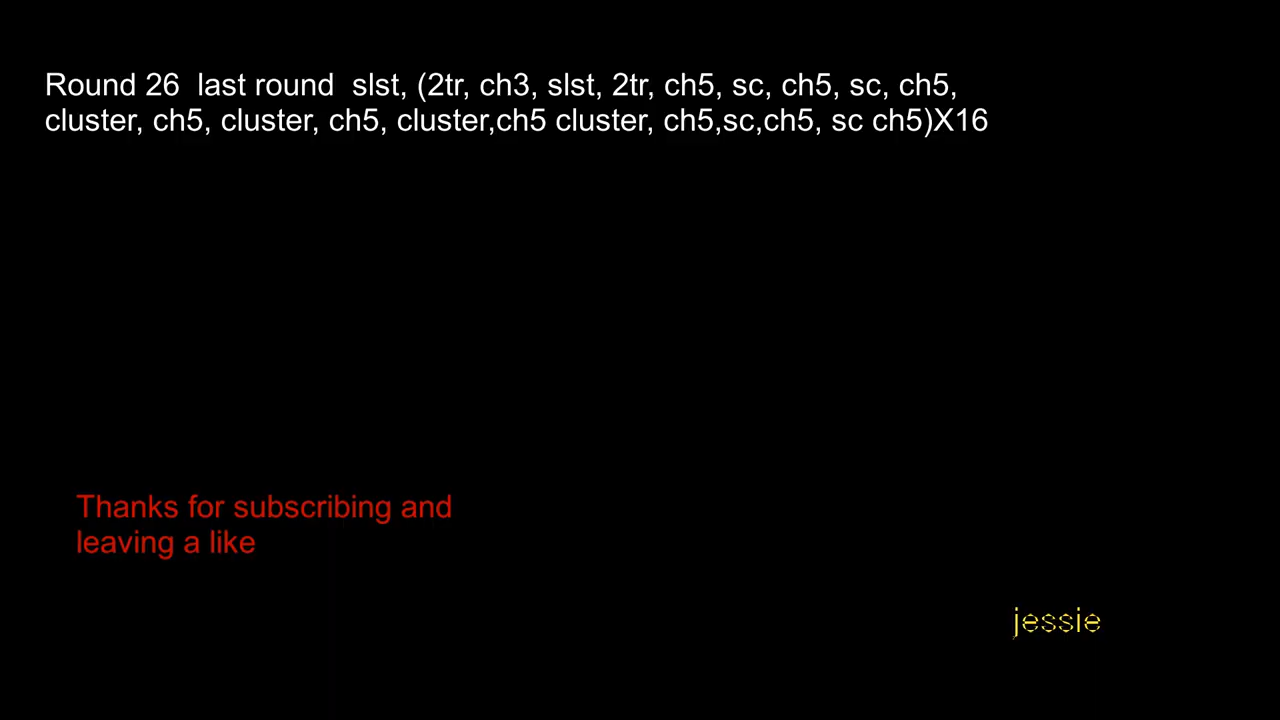 Round 26  last round  slst, (2tr, ch3, slst, 2tr, ch5, sc, ch5, sc, ch5,
cluster, ch5, cluster, ch5, cluster,ch5 cluster, ch5,sc,ch5, sc ch5)X16
Thanks for subscribing and
leaving a like
jessie